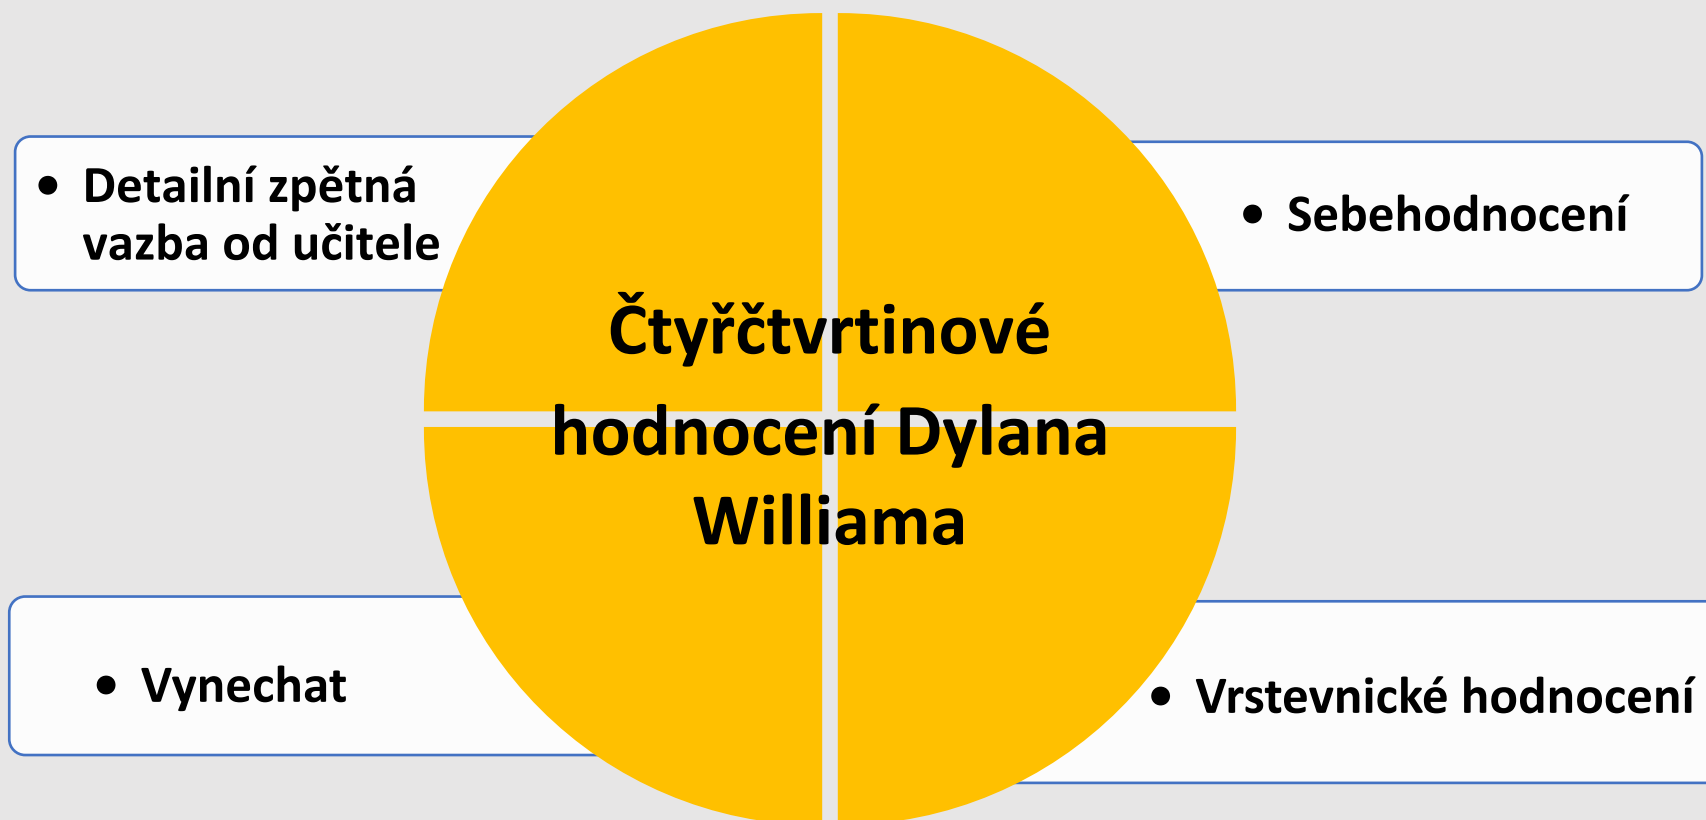 • Detailní zpětná
vazba od učitele
• Sebehodnocení
Čtyřčtvrtinové
hodnocení Dylana
Williama
• Vynechat
• Vrstevnické hodnocení